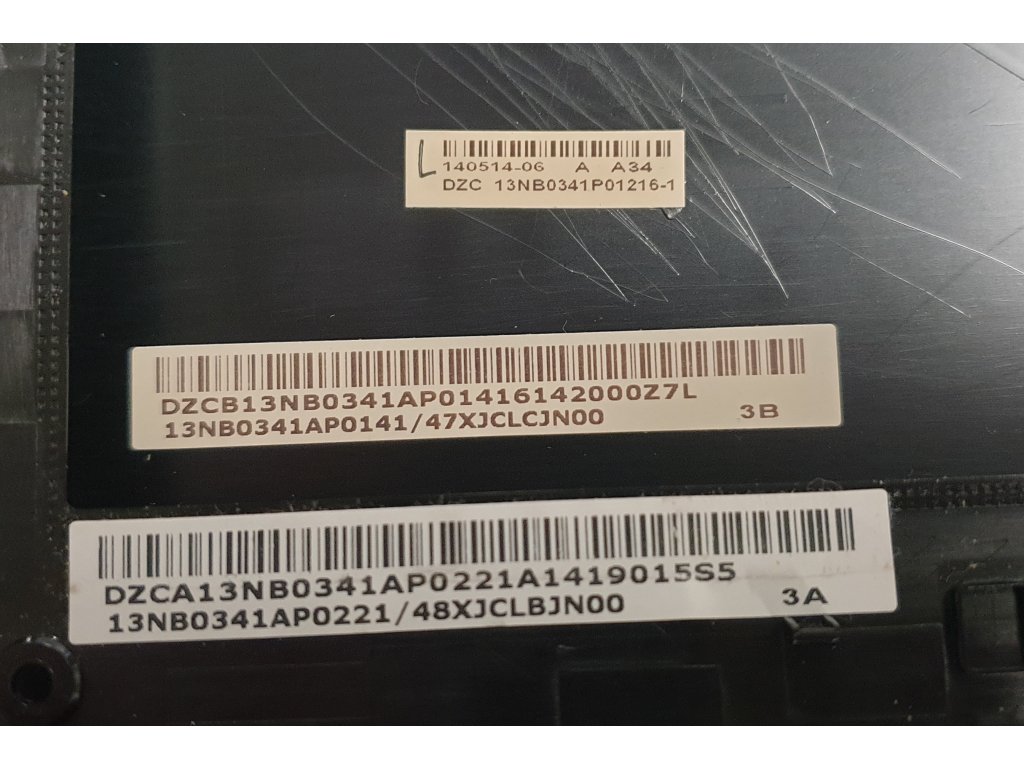 L
140514-06 A A34
DZC 13NB0341P01216-1
DZCB13NB0341AP01416142000Z7L
13NB0341AP0141/47XJCLCJN00 3B
DZCA13NB0341AP0221A1419015S5
13NB0341AP0221/48XJCLBJN00 3A